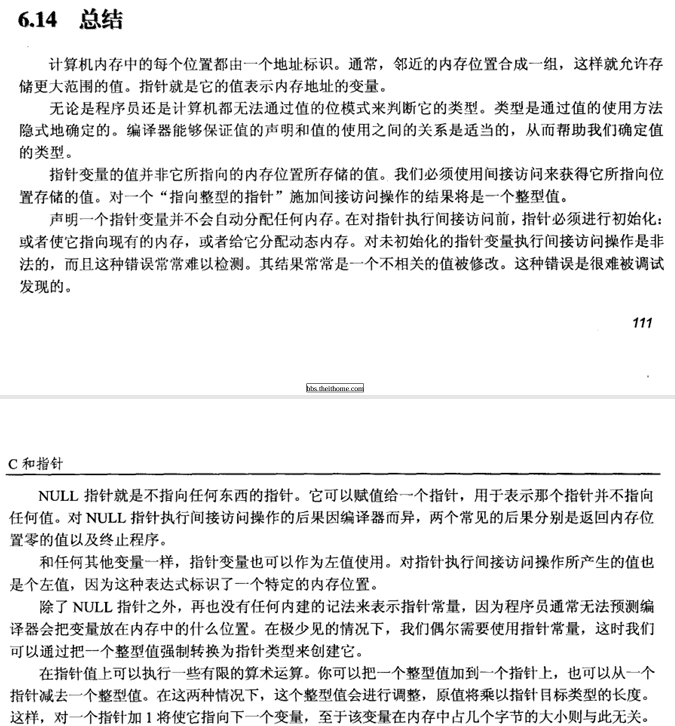 6.14 总结
计算机内存中的每个位置都由一个地址标识。通常，邻近的内存位置合成一组，这样就允许存
储更大范围的值。指针就是它的值表示内存地址的变量。
无论是程序员还是计算机都无法通过值的位模式来判断它的类型。类型是通过值的使用方法
隐式地确定的。编译器能够保证值的声明和值的使用之间的关系是适当的，从而帮助我们确定值
的类型。
指针变量的值并非它所指向的内存位置所存储的值。我们必须使用间接访问来获得它所指向位
置存储的值。对一个“指向整型的指针”施加间接访问操作的结果将是一个整型值。
声明一个指针变量并不会自动分配任何内存。在对指针执行间接访问前，指针必须进行初始化：
或者使它指向现有的内存，或者给它分配动态内存。对未初始化的指针变量执行间接访问操作是非
法的，而且这种错误常常难以检测。其结果常常是一个不相关的值被修改。这种错误是很难被调试
发现的。
111
bbs.theithome.com
C 和指针
NULL 指针就是不指向任何东西的指针。它可以赋值给一个指针，用于表示那个指针并不指向
任何值。对 NULL 指针执行间接访问操作的后果因编译器而异，两个常见的后果分别是返回内存位
置零的值以及终止程序。
和任何其他变量一样，指针变量也可以作为左值使用。对指针执行间接访问操作所产生的值也
是个左值，因为这种表达式标识了一个特定的内存位置。
除了 NULL 指针之外，再也没有任何内建的记法来表示指针常量，因为程序员通常无法预测编
译器会把变量放在内存中的什么位置。在极少见的情况下，我们偶尔需要使用指针常量，这时我们
可以通过把一个整型值强制转换为指针类型来创建它。
在指针值上可以执行一些有限的算术运算。你可以把一个整型值加到一个指针上，也可以从一个
指针减去一个整型值。在这两种情况下，这个整型值会进行调整，原值将乘以指针目标类型的长度。
这样，对一个指针加 1 将使它指向下一个变量，至于该变量在内存中占几个字节的大小则与此无关。